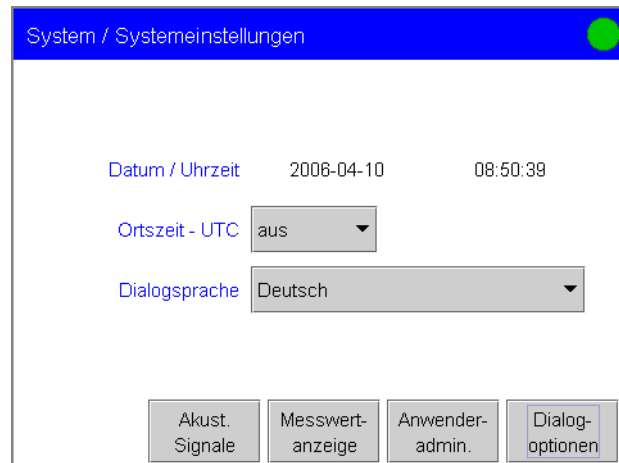 System / Systemeinstellungen
Datum / Uhrzeit 2006-04-10 08:50:39
Ortszeit - UTC aus
Dialogsprache Deutsch
Akust. Messwert- Anwender- Dialog-
Signale anzeige admin. optionen